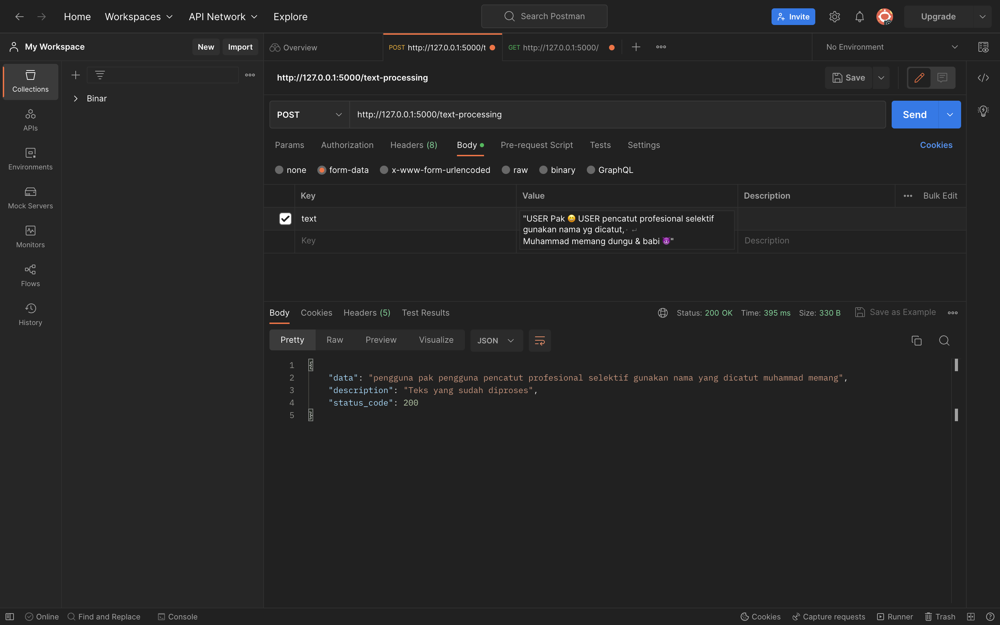 Home Workspaces API Network Explore Search Postman Invite Upgrade
My Workspace New Import Overview POST http://127.0.0.1:5000/t GET http://127.0.0.1:5000/ No Environment
Collections
Binar
APIs
Environments
Mock Servers
Monitors
Flows
History
http://127.0.0.1:5000/text-processing Save
POST http://127.0.0.1:5000/text-processing Send
Params Authorization Headers (8) Body Pre-request Script Tests Settings Cookies
none form-data x-www-form-urlencoded raw binary GraphQL
Key Value Description Bulk Edit
text "USER Pak 😆 USER pencatut profesional selektif
gunakan nama yg dicatut,
Muhammad memang dungu & babi 😈"
Key Description
Body Cookies Headers (5) Test Results Status: 200 OK Time: 395 ms Size: 330 B Save as Example
Pretty Raw Preview Visualize JSON
1 {
2 "data": "pengguna pak pengguna pencatut profesional selektif gunakan nama yang dicatut muhammad memang",
3 "description": "Teks yang sudah diproses",
4 "status_code": 200
5 }
Online Find and Replace Console Cookies Capture requests Runner Trash